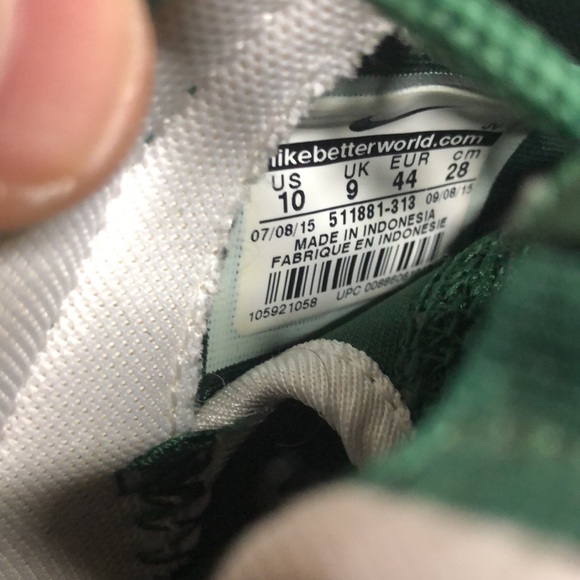 nikebetterworld.com
US UK EUR cm
10 9 44 28
07/08/15 511881-313 09/08/15
MADE IN INDONESIA
FABRIQUE EN INDONESIE
105921058 UPC